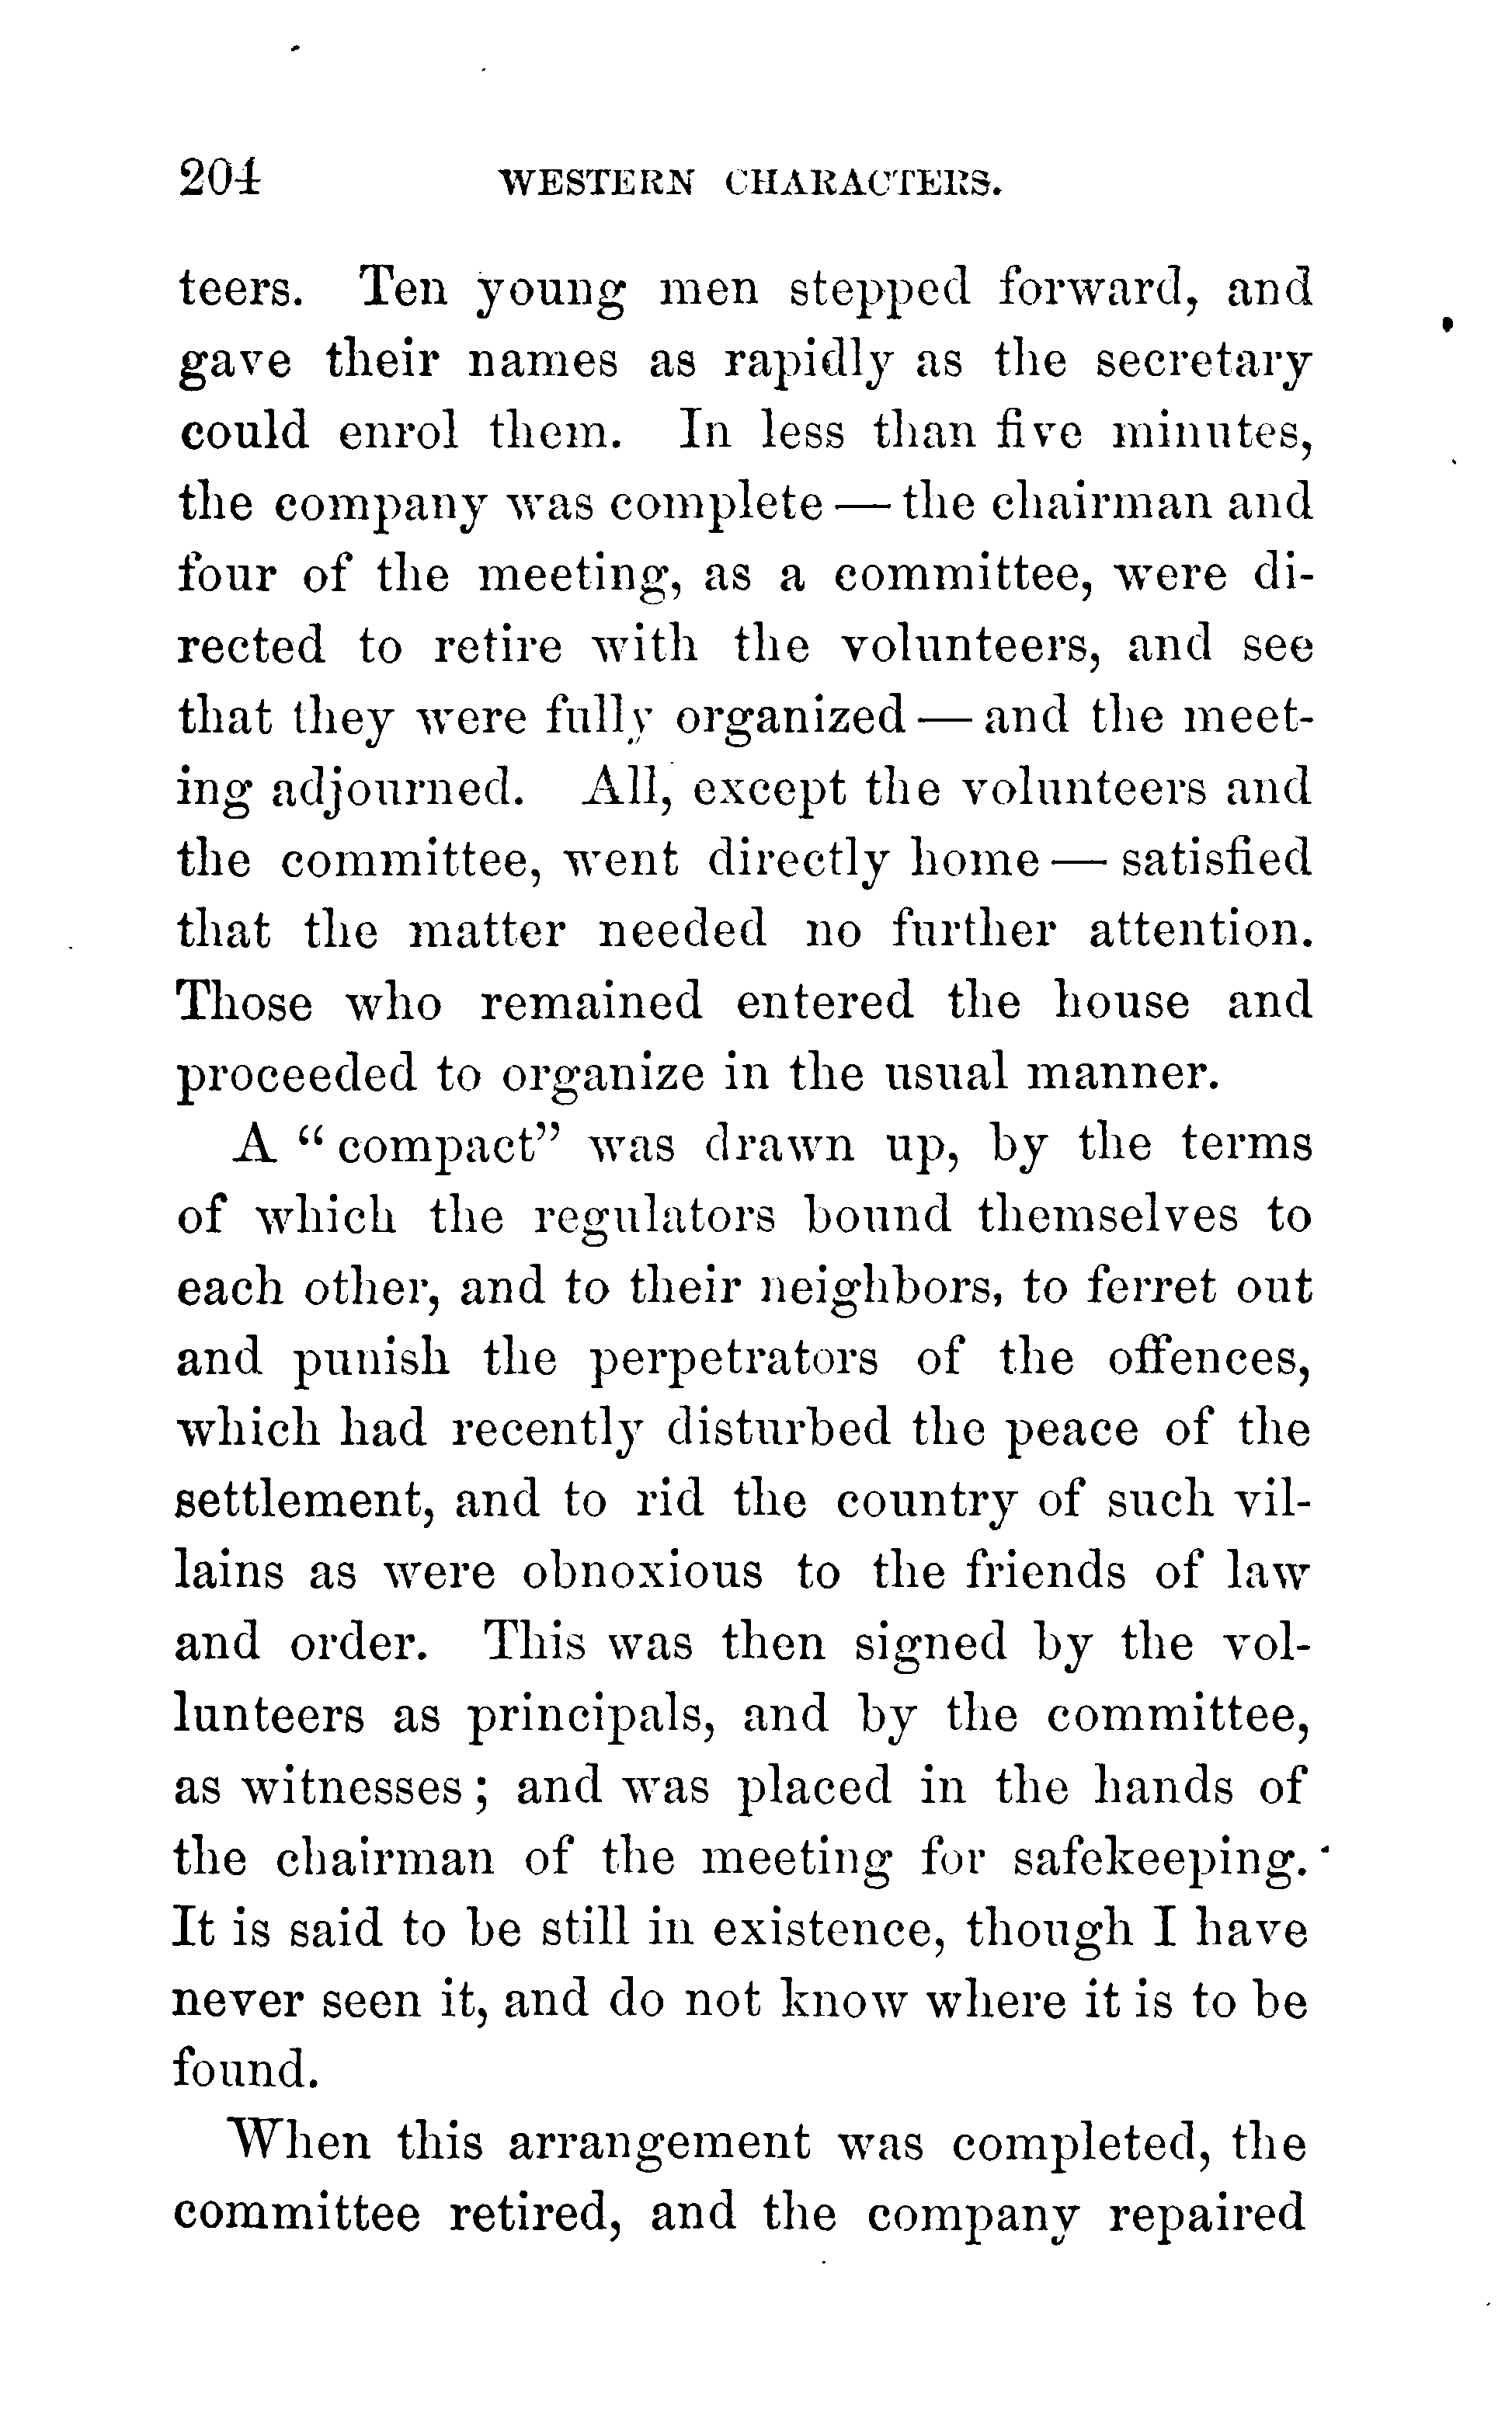 204 WESTERN CHARACTERS.
teers. Ten young men stepped forward, and
gave their names as rapidly as the secretary
could enrol them. In less than five minutes,
the company was complete — the chairman and
four of the meeting, as a committee, were di-
rected to retire with the volunteers, and see
that they were fully organized — and the meet-
ing adjourned. All, except the volunteers and
the committee, went directly home — satisfied
that the matter needed no further attention.
Those who remained entered the house and
proceeded to organize in the usual manner.
A “compact” was drawn up, by the terms
of which the regulators bound themselves to
each other, and to their neighbors, to ferret out
and punish the perpetrators of the offences,
which had recently disturbed the peace of the
settlement, and to rid the country of such vil-
lains as were obnoxious to the friends of law
and order. This was then signed by the vol-
lunteers as principals, and by the committee,
as witnesses; and was placed in the hands of
the chairman of the meeting for safekeeping.
It is said to be still in existence, though I have
never seen it, and do not know where it is to be
found.
When this arrangement was completed, the
committee retired, and the company repaired